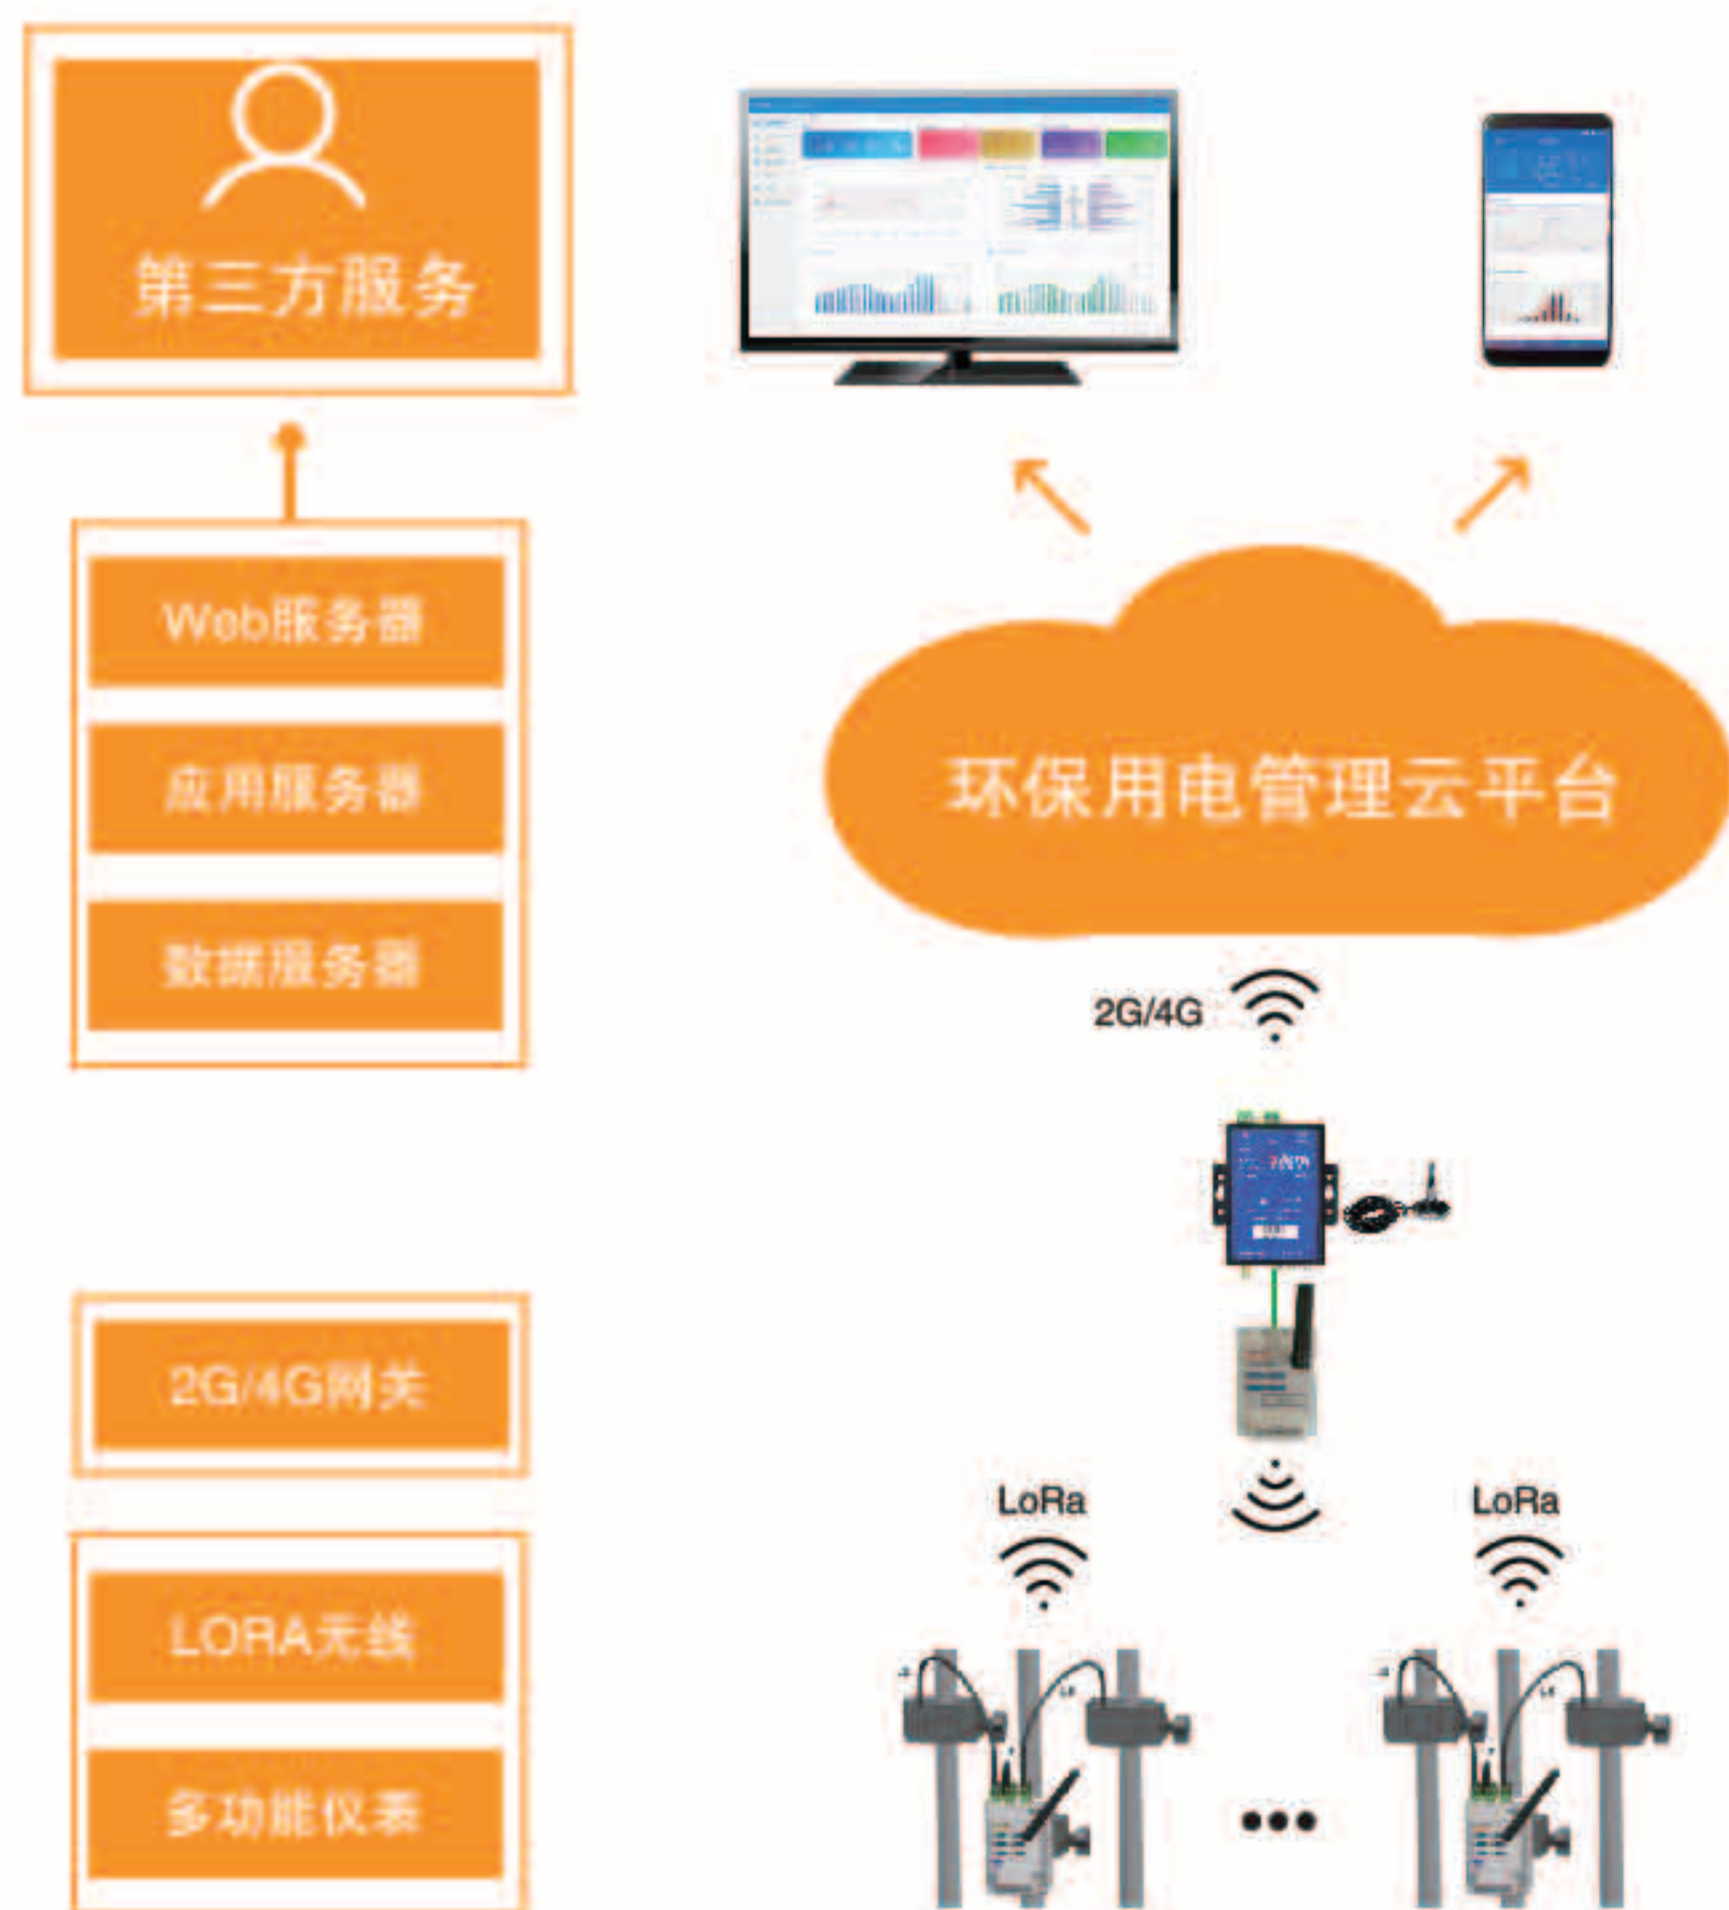 第三方服务
Web服务器
应用服务器
数据服务器
环保用电管理云平台
2G/4G
2G/4G网关
LoRa
LoRa
LORA无线
多功能仪表